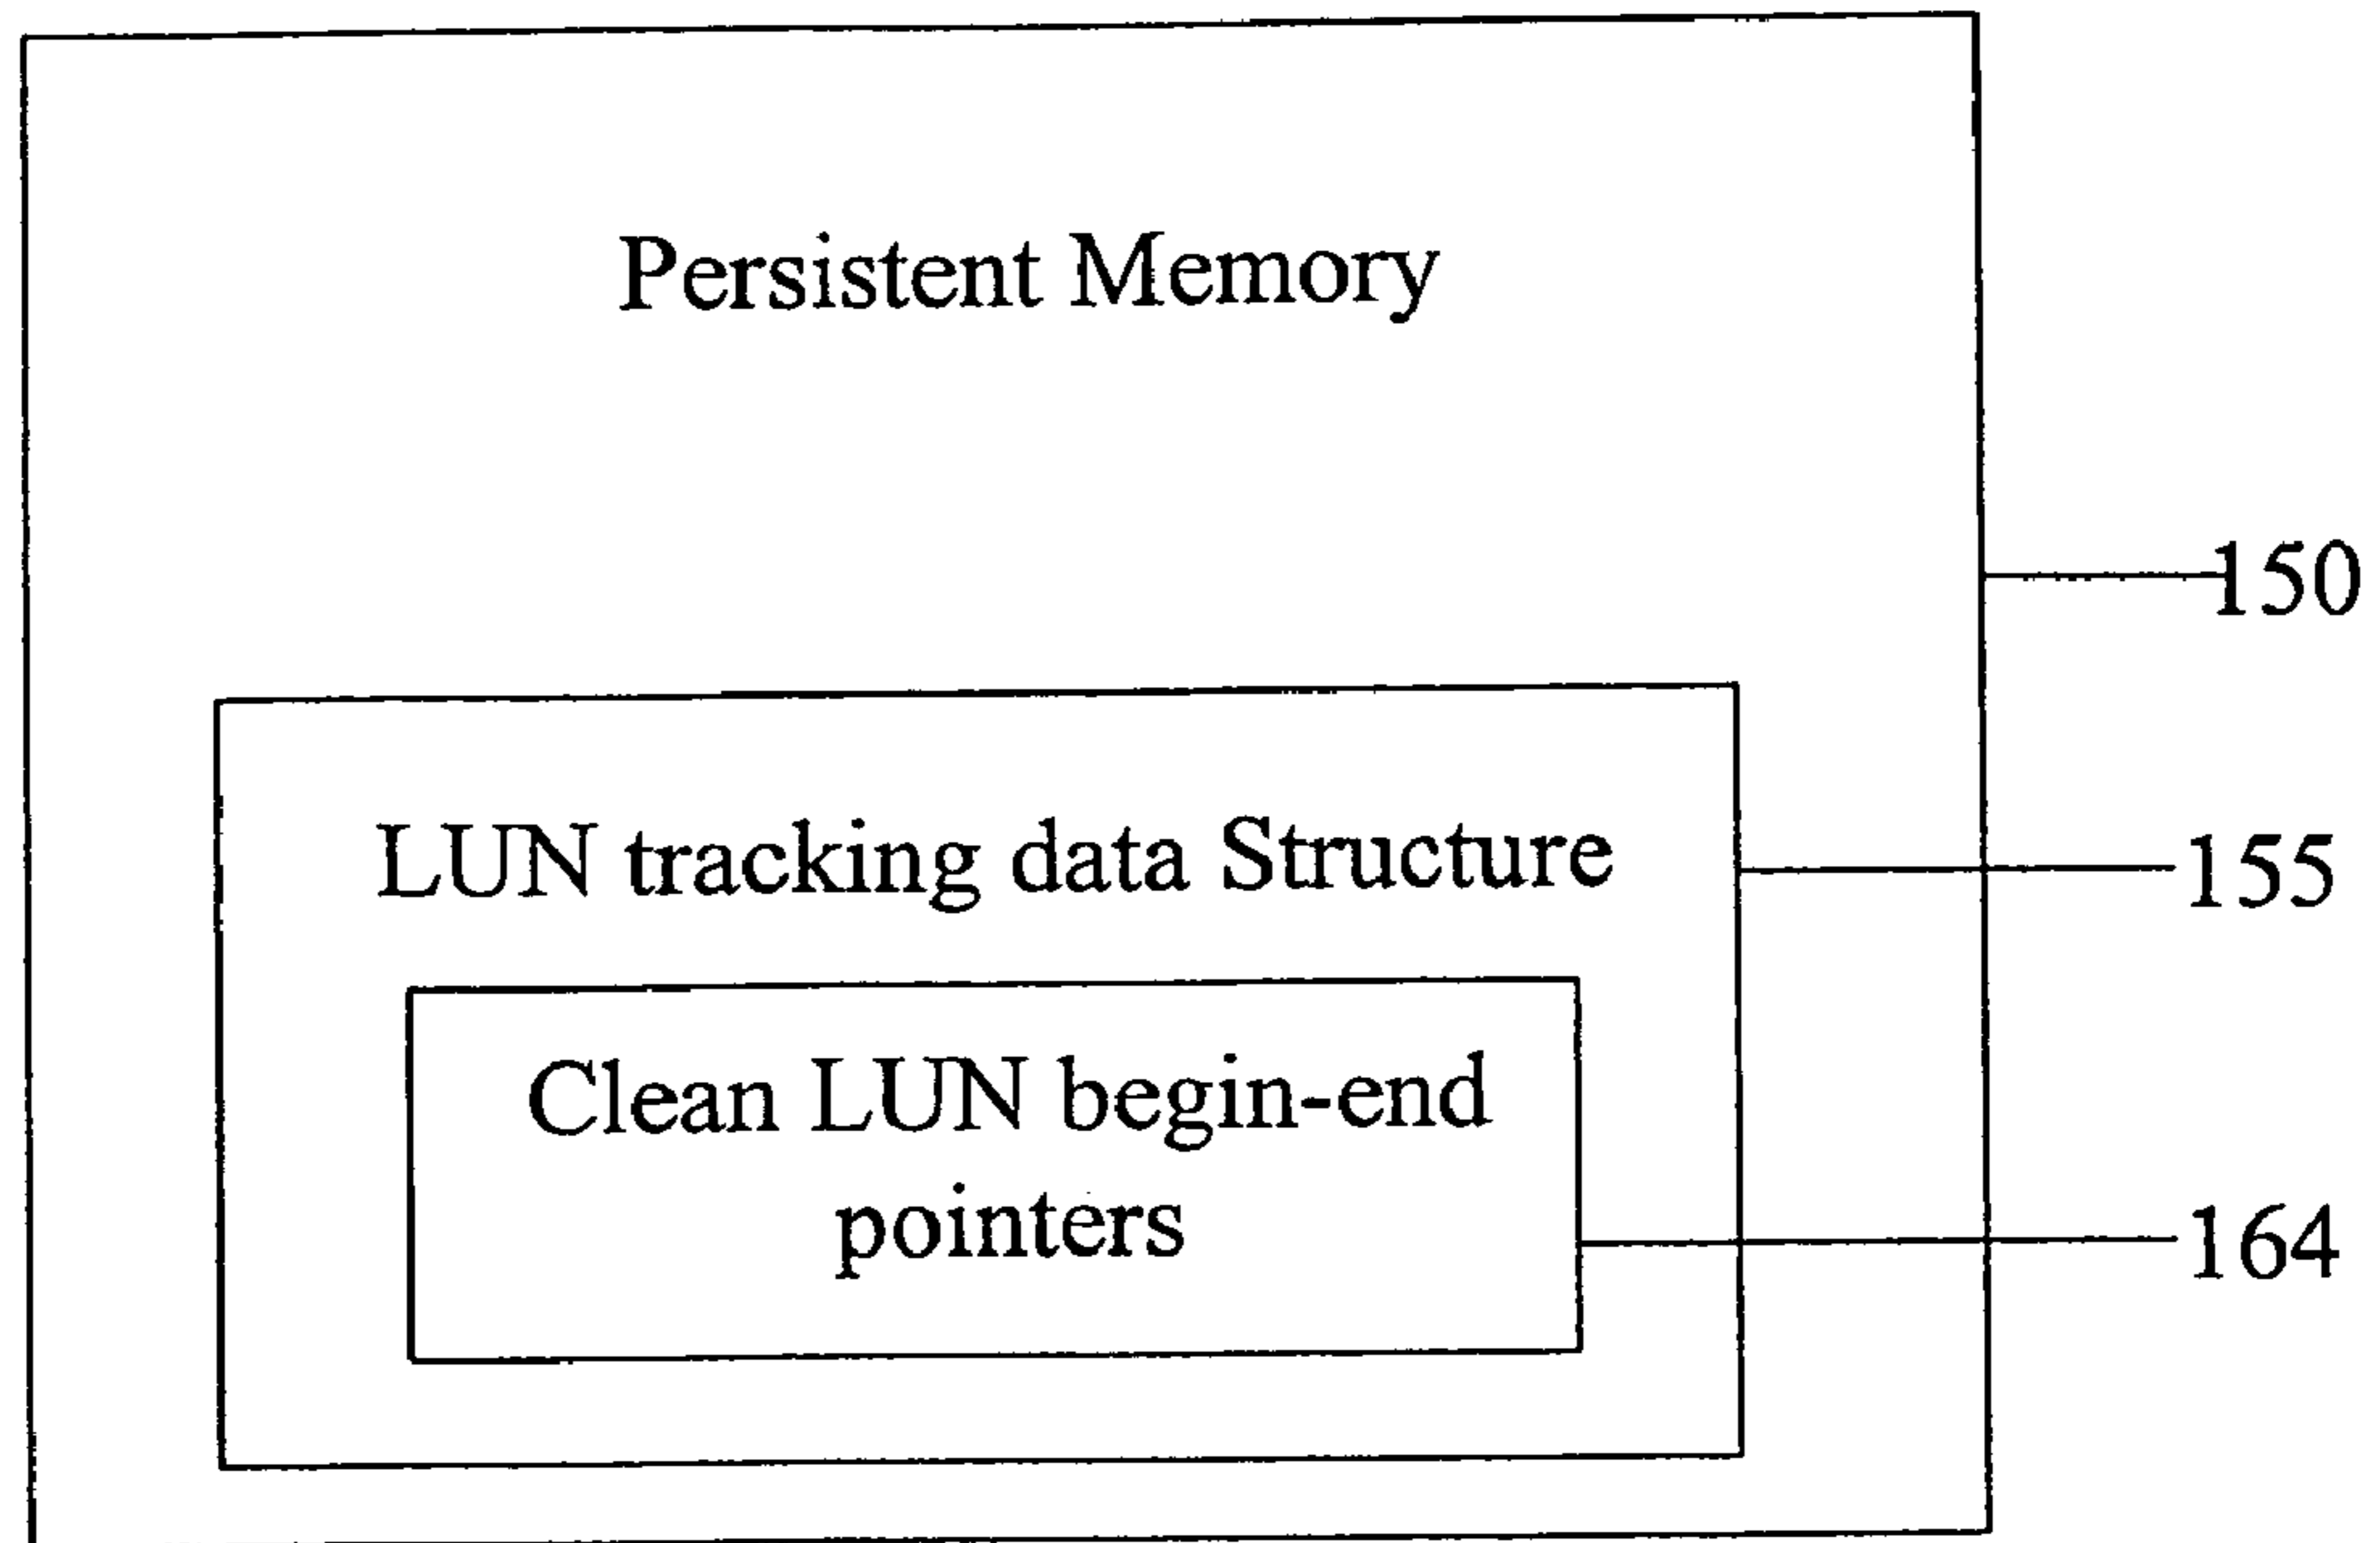 Persistent Memory
150
LUN tracking data Structure
155
Clean LUN begin-end
pointers
164